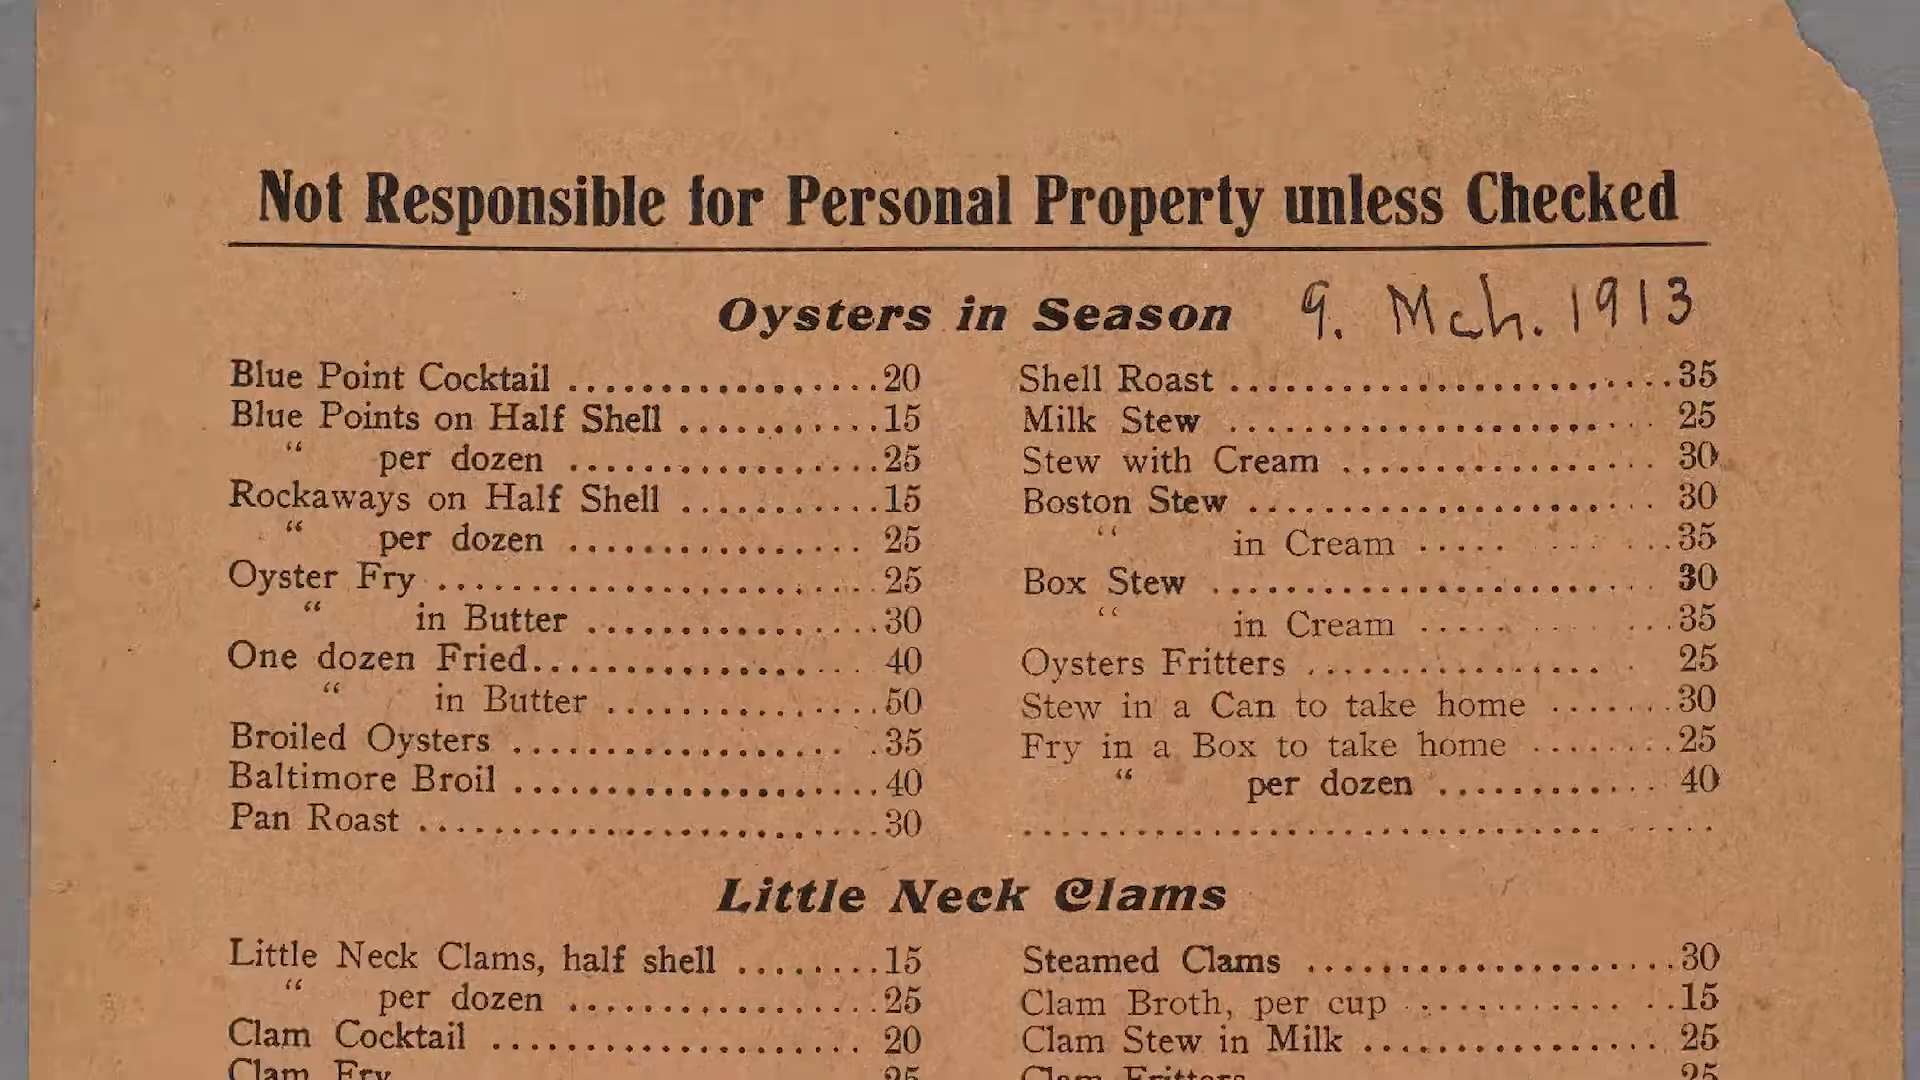 Not Responsible for Personal Property unless Checked
Oysters in Season 9. Mch. 1913
Blue Point Cocktail ........................20
Blue Points on Half Shell ...........15
“ per dozen .................25
Rockaways on Half Shell ...........15
“ per dozen ................ 25
Oyster Fry ........................25
“ in Butter ................30
One dozen Fried.................. 40
“ in Butter ...............50
Broiled Oysters .................... .35
Baltimore Broil ....................40
Pan Roast .........................30
Shell Roast ........................35
Milk Stew ....................... 25
Stew with Cream ................. 30
Boston Stew ...................... 30
“ in Cream ..... ....35
Box Stew ........................ 30
“ in Cream ..... ....35
Oysters Fritters ................. 25
Stew in a Can to take home .......30
Fry in a Box to take home ........25
“ per dozen ............ 40
Little Neck Clams
Little Neck Clams, half shell ........15
“ per dozen .................25
Clam Cocktail .................... 20
Clam Fry 25
Steamed Clams .....................30
Clam Broth, per cup ............ ..15
Clam Stew in Milk ................ 25
Clam Fritters 25